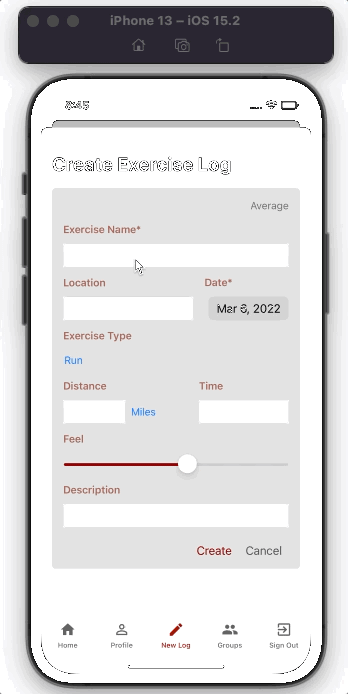 iPhone 13 – iOS 15.2
8:45
Create Exercise Log
Average
Exercise Name*
Location Date*
Mar 6, 2022
Exercise Type
Run
Distance Time
Miles
Feel
Description
Create Cancel
Home Profile New Log Groups Sign Out